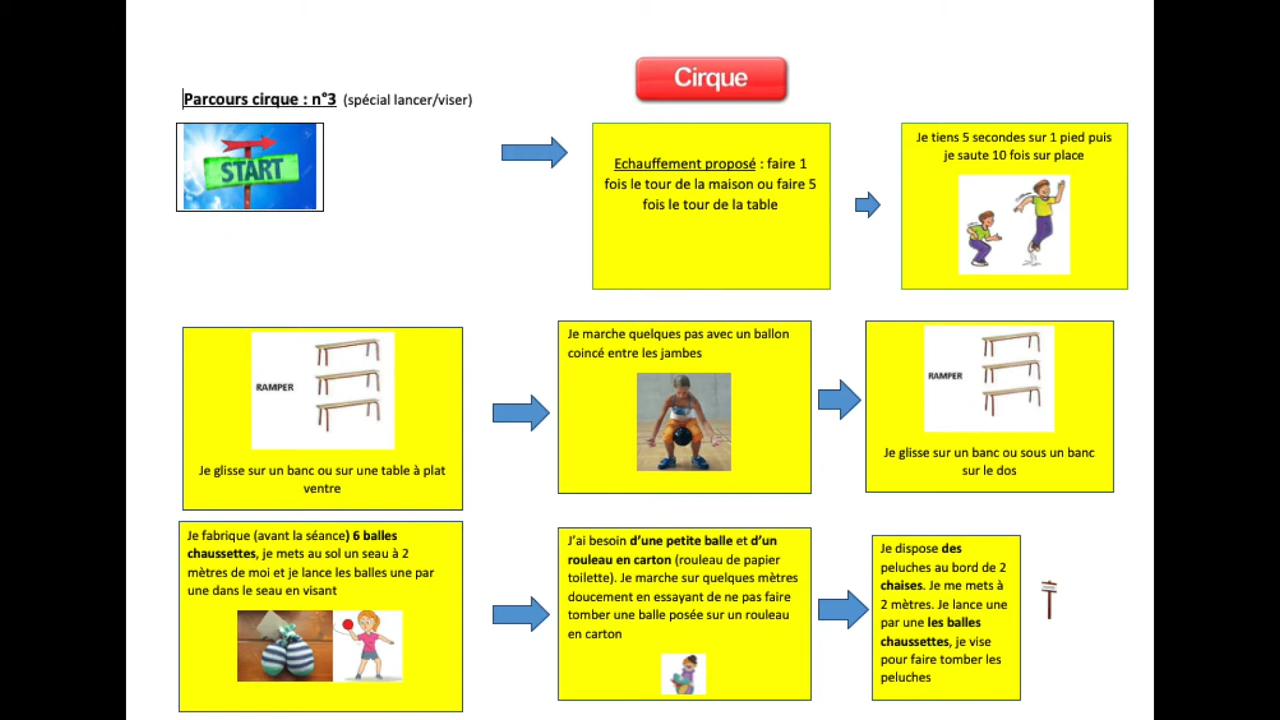 Cirque
Parcours cirque : n°3 (spécial lancer/viser)
START
Echauffement proposé : faire 1
fois le tour de la maison ou faire 5
fois le tour de la table
Je tiens 5 secondes sur 1 pied puis
je saute 10 fois sur place
RAMPER
Je glisse sur un banc ou sur une table à plat
ventre
Je marche quelques pas avec un ballon
coincé entre les jambes
RAMPER
Je glisse sur un banc ou sous un banc
sur le dos
Je fabrique (avant la séance) 6 balles
chaussettes, je mets au sol un seau à 2
mètres de moi et je lance les balles une par
une dans le seau en visant
J’ai besoin d’une petite balle et d’un
rouleau en carton (rouleau de papier
toilette). Je marche sur quelques mètres
doucement en essayant de ne pas faire
tomber une balle posée sur un rouleau
en carton
Je dispose des
peluches au bord de 2
chaises. Je me mets à
2 mètres. Je lance une
par une les balles
chaussettes, je vise
pour faire tomber les
peluches